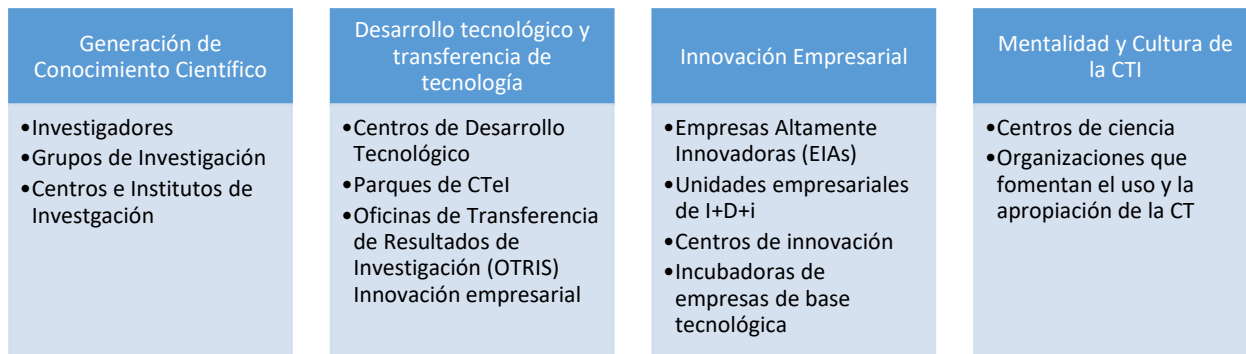 Generación de
Conocimiento Científico
•Investigadores
•Grupos de Investigación
•Centros e Institutos de
Investgación
Desarrollo tecnológico y
transferencia de
tecnología
•Centros de Desarrollo
Tecnológico
•Parques de CTeI
•Oficinas de Transferencia
de Resultados de
Investigación (OTRIS)
Innovación empresarial
Innovación Empresarial
•Empresas Altamente
Innovadoras (EIAs)
•Unidades empresariales
de I+D+i
•Centros de innovación
•Incubadoras de
empresas de base
tecnológica
Mentalidad y Cultura de
la CTI
•Centros de ciencia
•Organizaciones que
fomentan el uso y la
apropiación de la CT